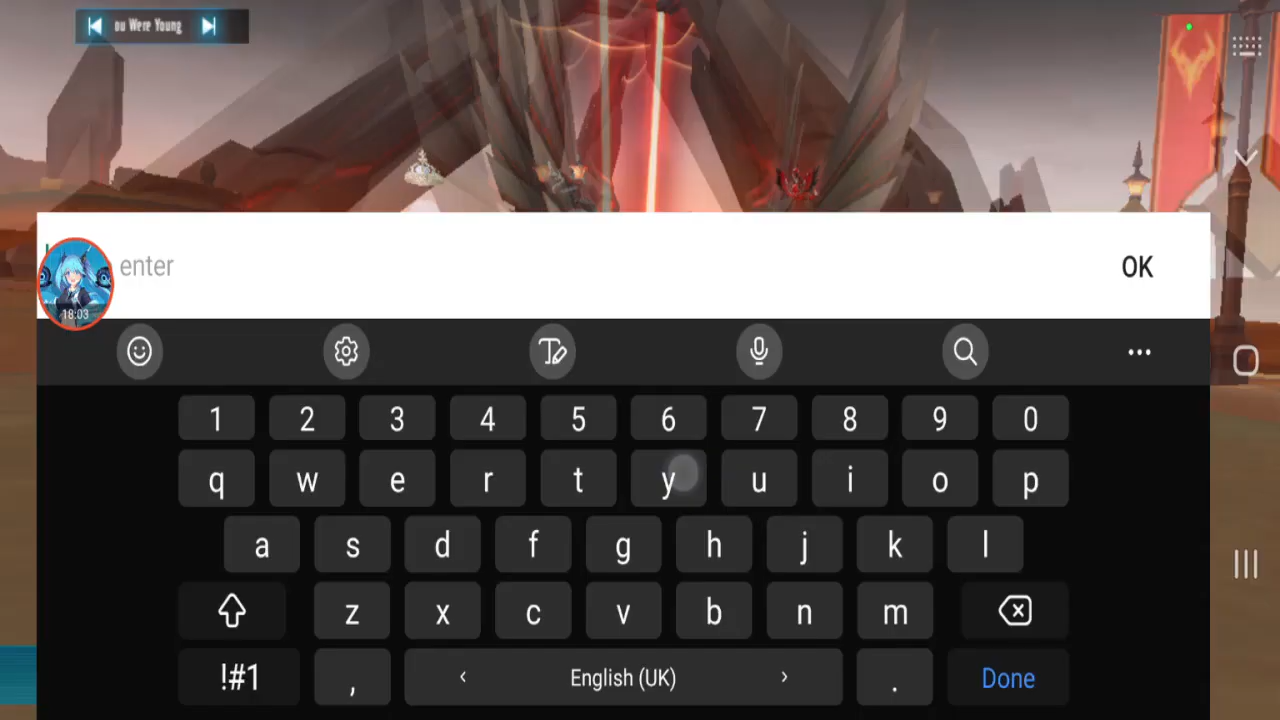 ou Were Young
enter
OK
18:03
1 2 3 4 5 6 7 8 9 0
q w e r t y u i o p
a s d f g h j k l
z x c v b n m
!#1 , < English (UK) > . Done